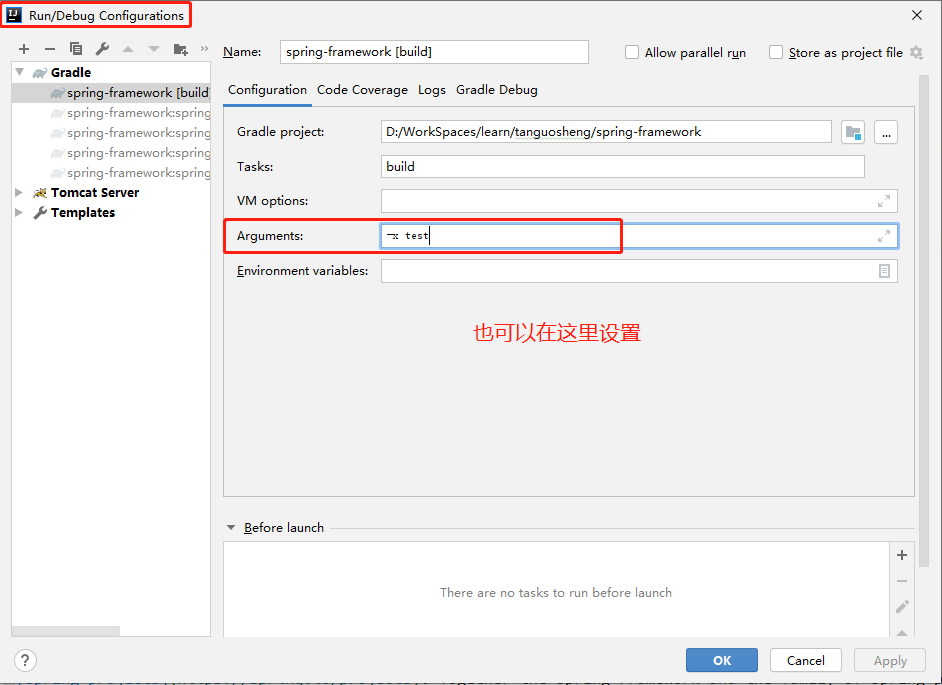 Run/Debug Configurations
Name:
spring-framework [build]
Allow parallel run
Store as project file
Gradle
spring-framework [build]
spring-framework:spring
spring-framework:spring
spring-framework:spring
spring-framework:spring
Tomcat Server
Templates
Configuration
Code Coverage
Logs
Gradle Debug
Gradle project:
D:/WorkSpaces/learn/tanguosheng/spring-framework
...
Tasks:
build
VM options:
Arguments:
-x test
Environment variables:
也可以在这里设置
Before launch
There are no tasks to run before launch
?
OK
Cancel
Apply